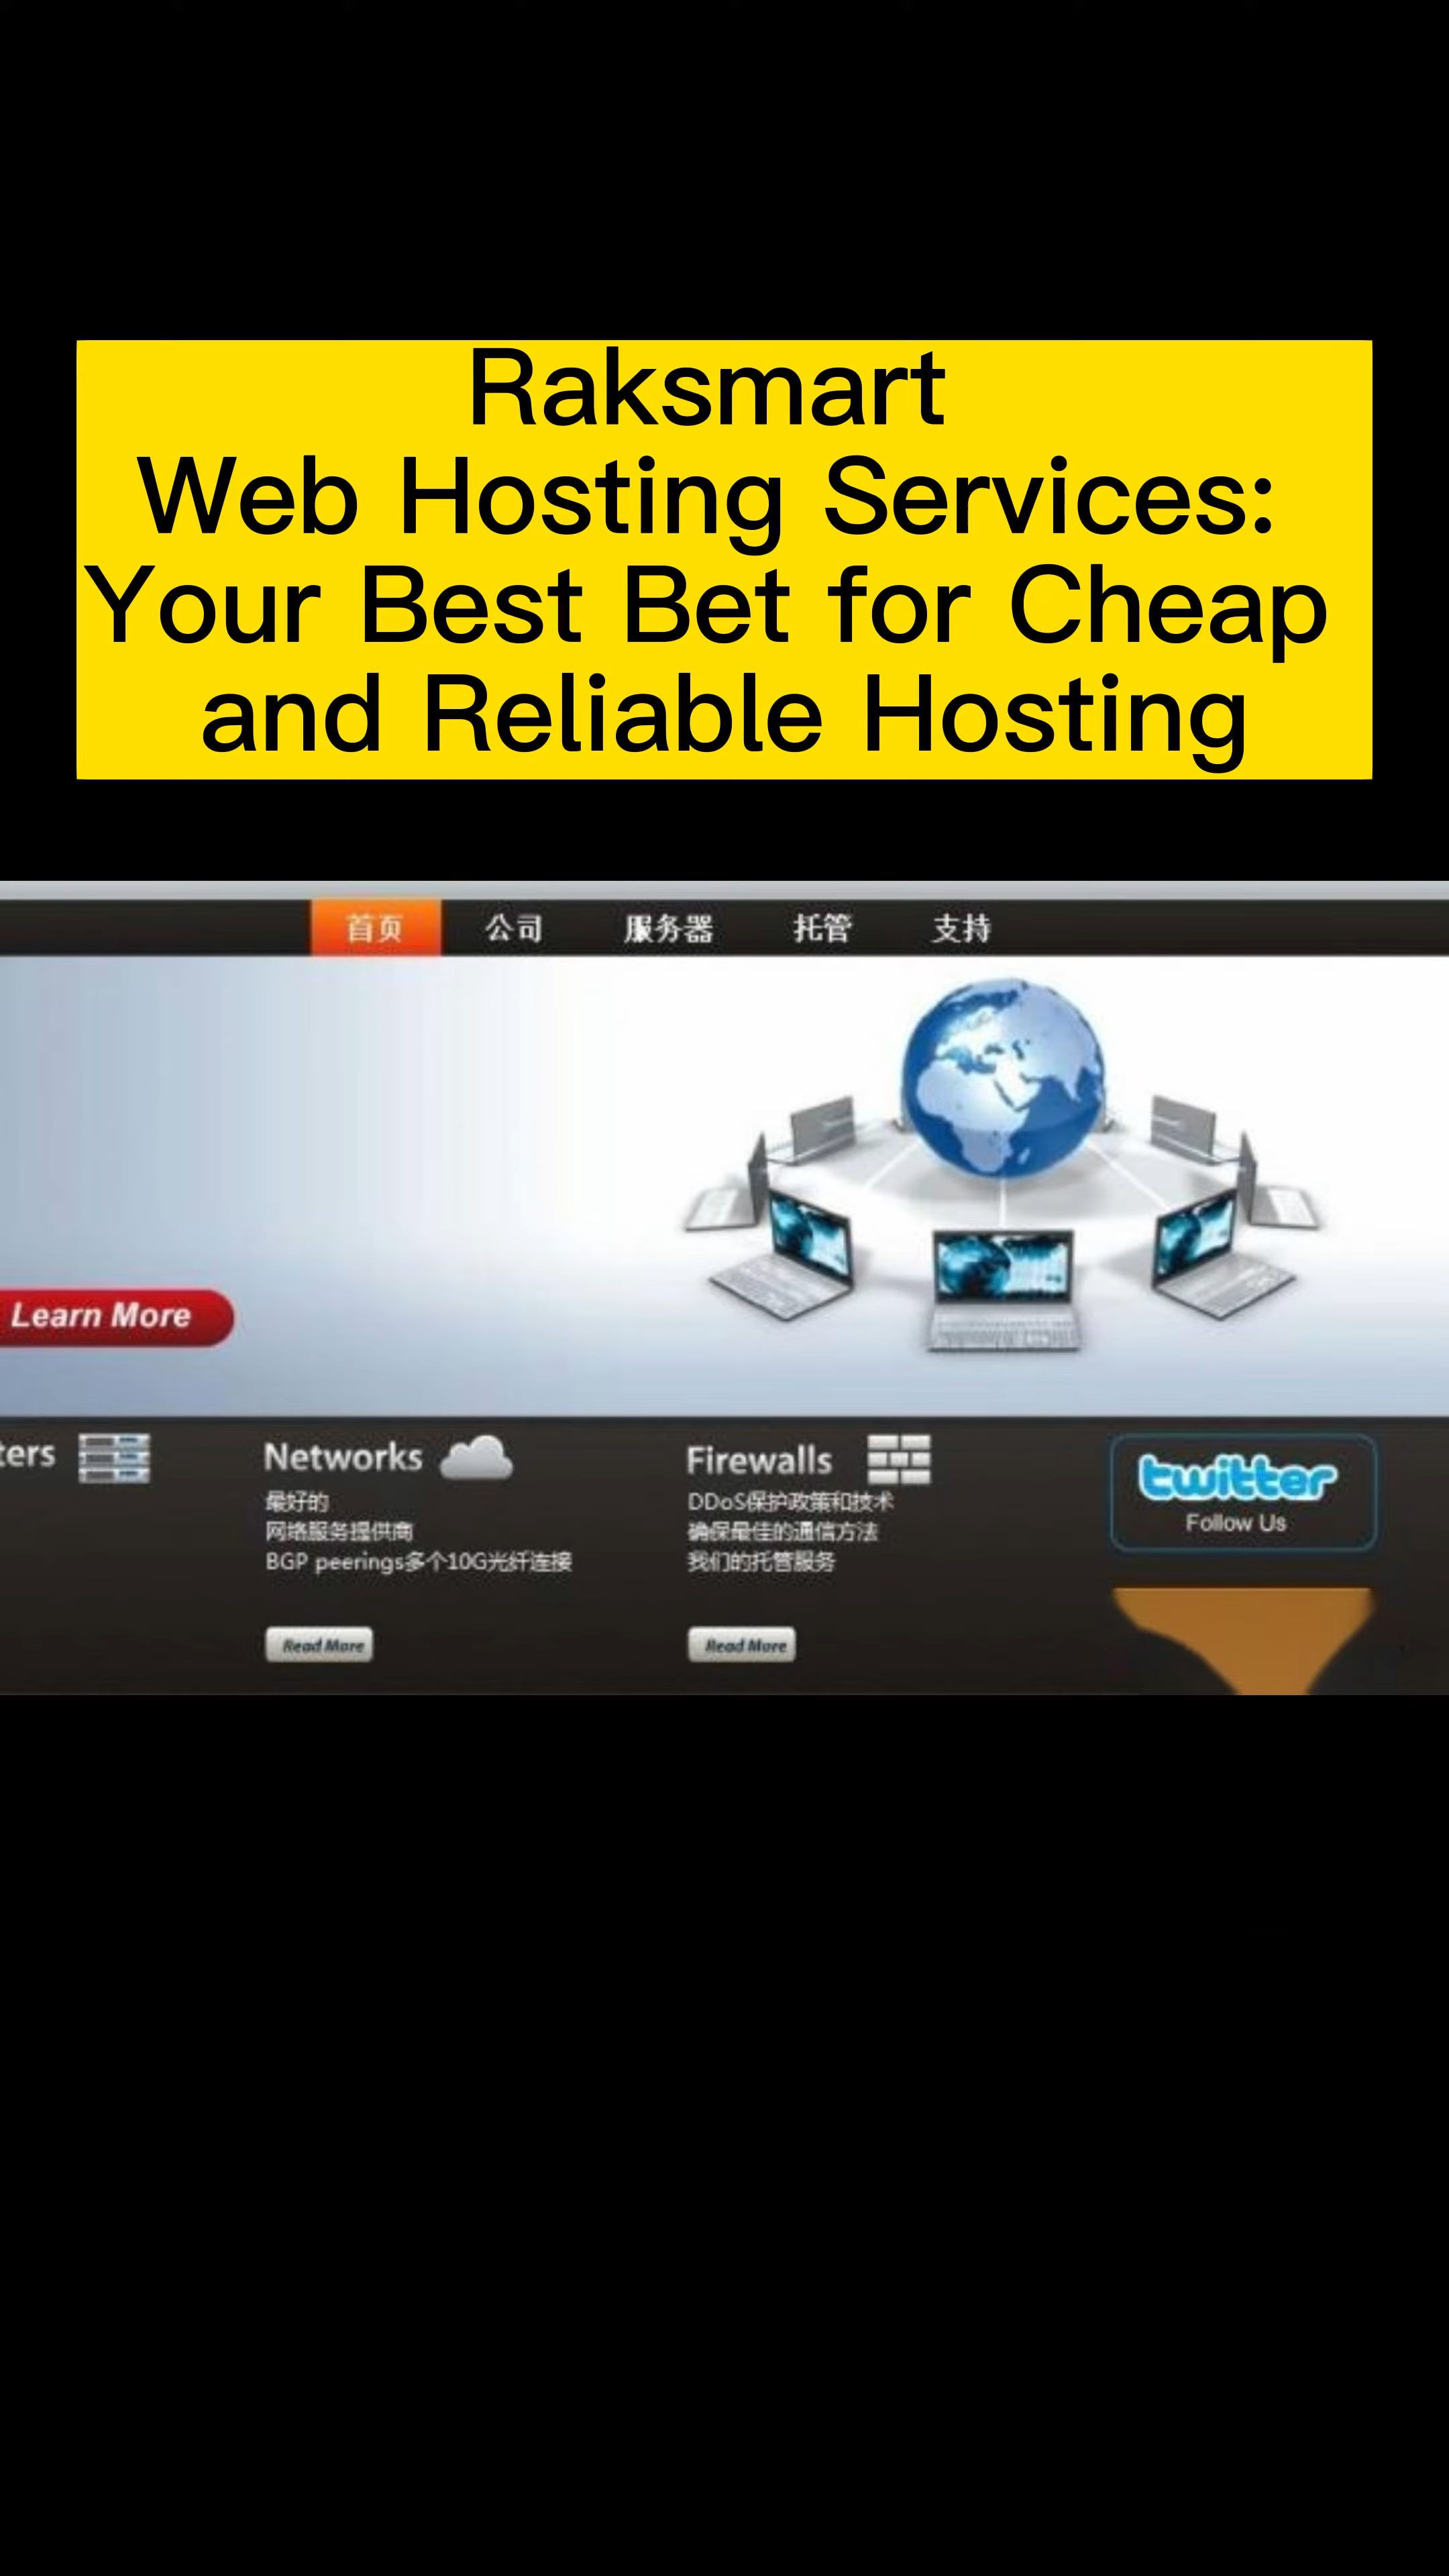 Raksmart
Web Hosting Services:
Your Best Bet for Cheap
and Reliable Hosting
首页 公司 服务器 托管 支持
Learn More
ters
Networks
最好的
网络服务提供商
BGP peerings多个10G光纤连接
Read More
Firewalls
DDoS保护政策和技术
确保最佳的通信方法
我们的托管服务
Read More
twitter
Follow Us